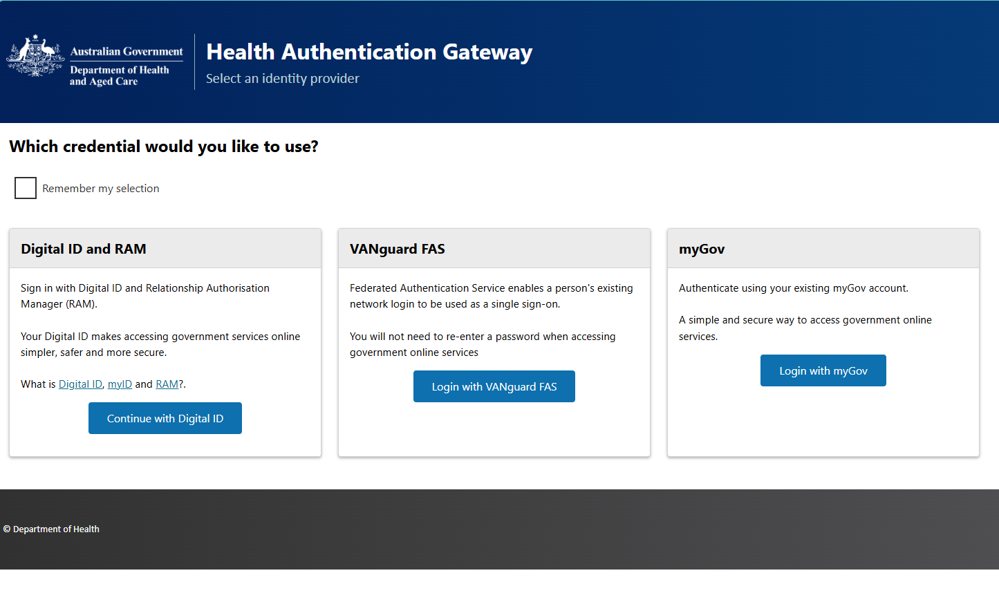 Australian Government
Department of Health
and Aged Care
Health Authentication Gateway
Select an identity provider
Which credential would you like to use?
Remember my selection
Digital ID and RAM
Sign in with Digital ID and Relationship Authorisation
Manager (RAM).
Your Digital ID makes accessing government services online
simpler, safer and more secure.
What is Digital ID, myID and RAM?.
Continue with Digital ID
VANguard FAS
Federated Authentication Service enables a person's existing
network login to be used as a single sign-on.
You will not need to re-enter a password when accessing
government online services
Login with VANguard FAS
myGov
Authenticate using your existing myGov account.
A simple and secure way to access government online
services.
Login with myGov
© Department of Health